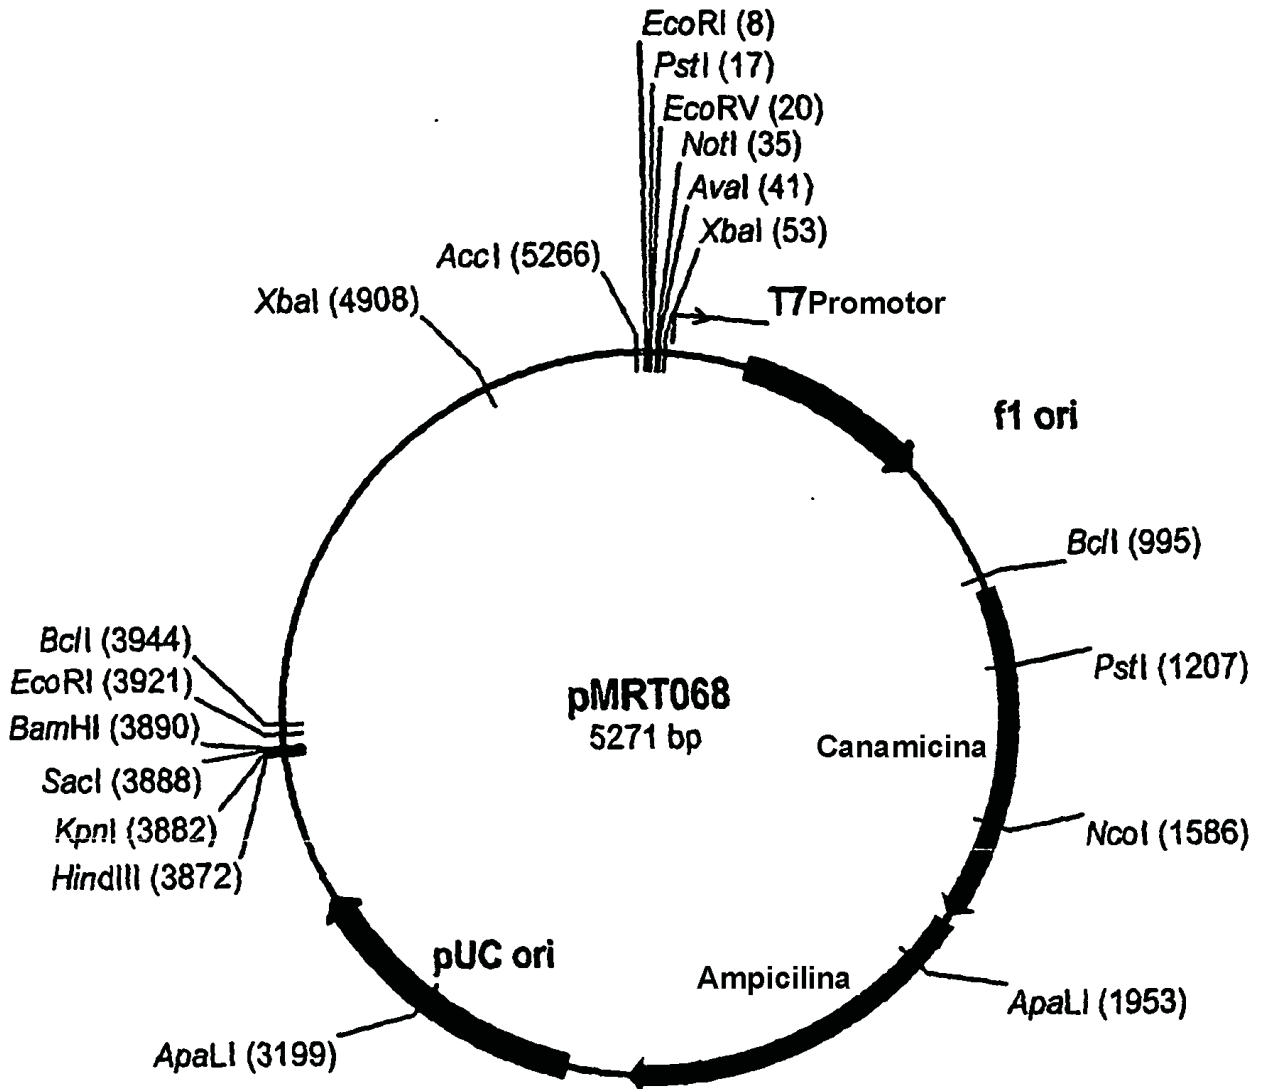 EcoRI (8)
PstI (17)
EcoRV (20)
NotI (35)
AvaI (41)
XbaI (53)
AccI (5266)
XbaI (4908)
T7Promotor
f1 ori
BclI (995)
BclI (3944)
EcoRI (3921)
BamHI (3890)
SacI (3888)
KpnI (3882)
HindIII (3872)
pMRT068
5271 bp
PstI (1207)
Canamicina
NcoI (1586)
pUC ori
Ampicilina
ApaLI (1953)
ApaLI (3199)